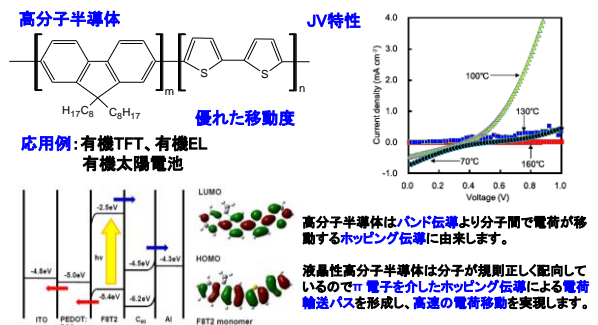 高分子半導体
S
S
m
n
H17C8
C8H17
優れた移動度
応用例：有機TFT、有機EL
有機太陽電池
JV特性
Current density (mA cm-2)
4.0
3.0
2.0
1.0
0.0
-1.0
100℃
130℃
70℃
160℃
0.0 0.2 0.4 0.6 0.8 1.0
Voltage (V)
-2.5eV
hν
-4.8eV
-5.0eV
-5.4eV
-4.5eV
-4.3eV
-6.2eV
ITO
PEDOT:
F8T2
C60
Al
LUMO
HOMO
F8T2 monomer
高分子半導体はバンド伝導より分子間で電荷が移
動するホッピング伝導に由来します。
液晶性高分子半導体は分子が規則正しく配向して
いるのでπ電子を介したホッピング伝導による電荷
輸送パスを形成し、高速の電荷移動を実現します。